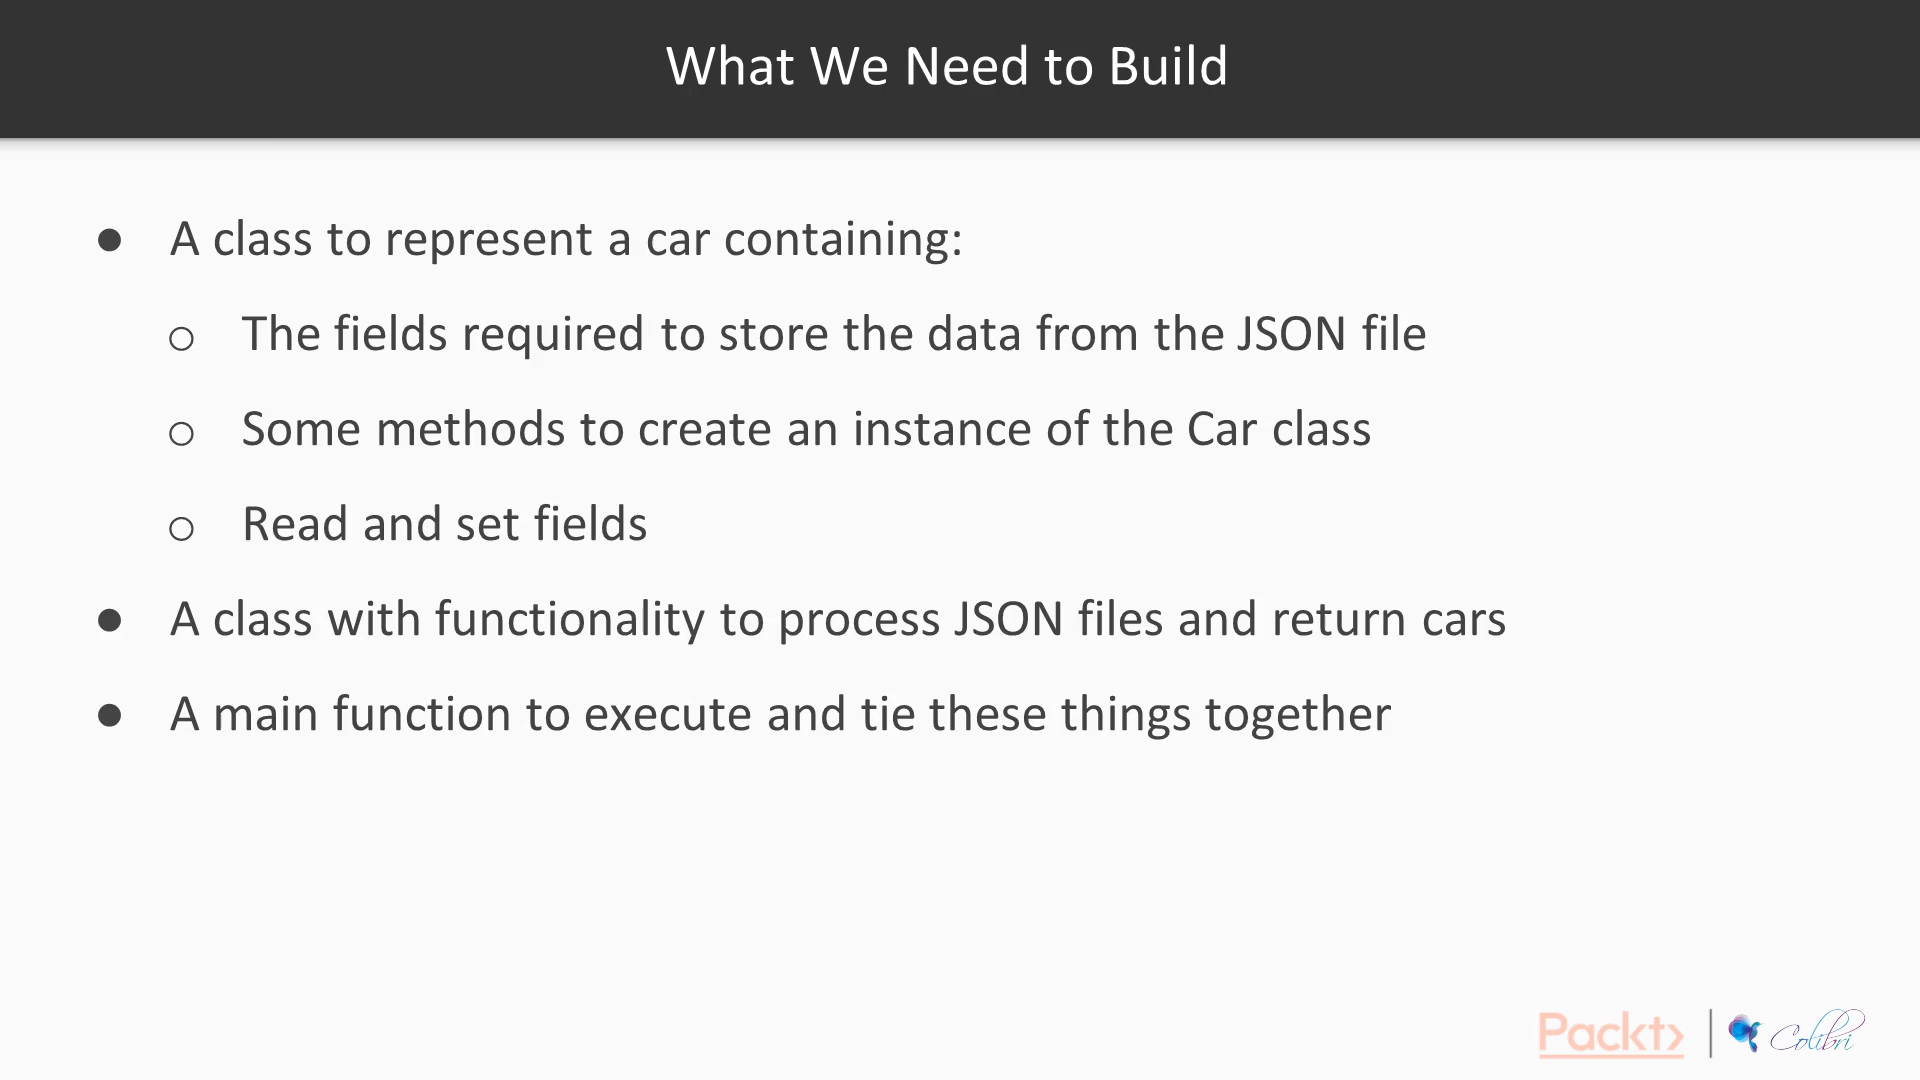 What We Need to Build
● A class to represent a car containing:
○ The fields required to store the data from the JSON file
○ Some methods to create an instance of the Car class
○ Read and set fields
● A class with functionality to process JSON files and return cars
● A main function to execute and tie these things together
Packt> | Colibri